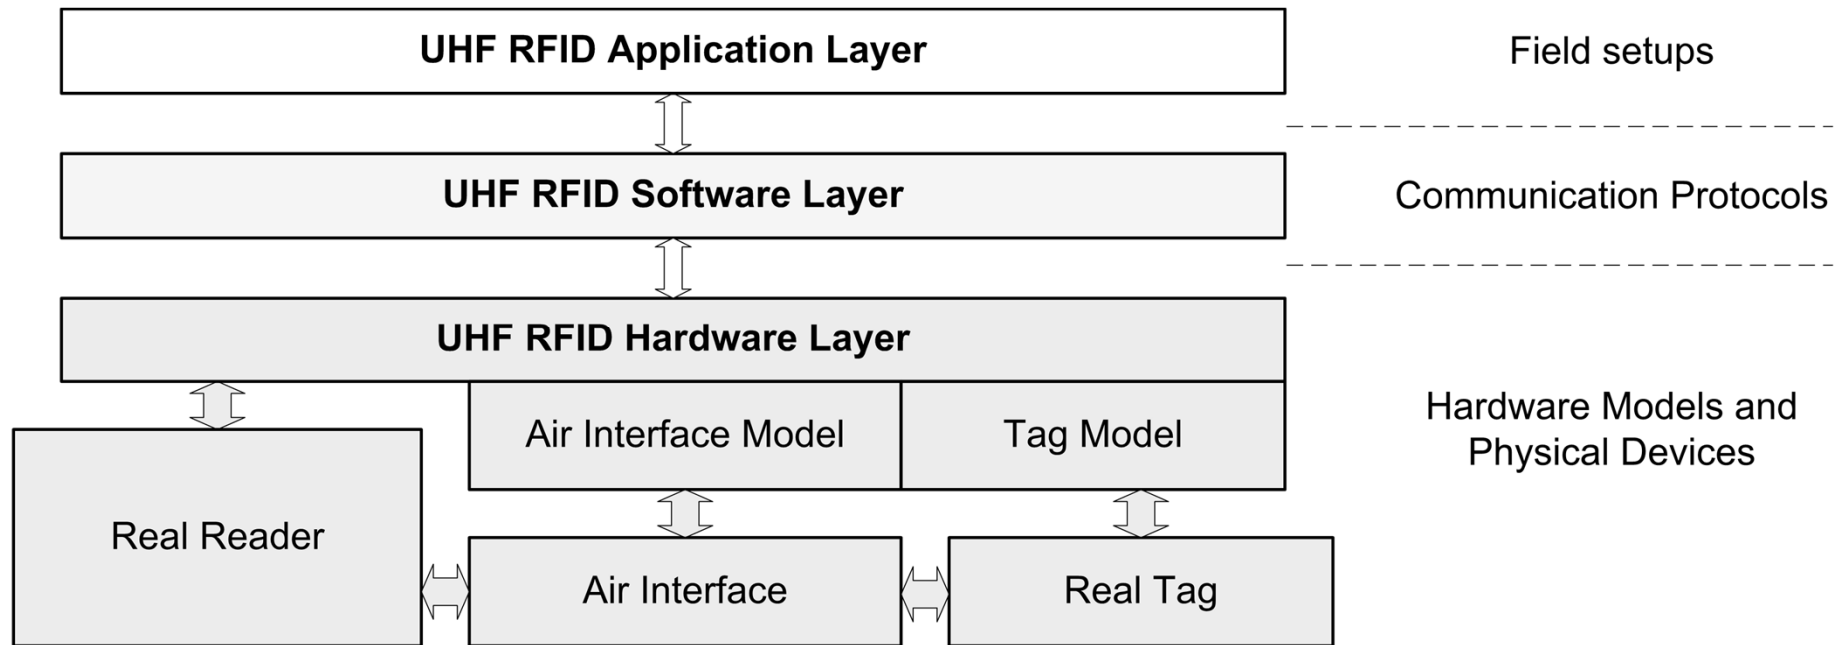 UHF RFID Application Layer
Field setups
UHF RFID Software Layer
Communication Protocols
UHF RFID Hardware Layer
Air Interface Model
Tag Model
Hardware Models and
Physical Devices
Real Reader
Air Interface
Real Tag